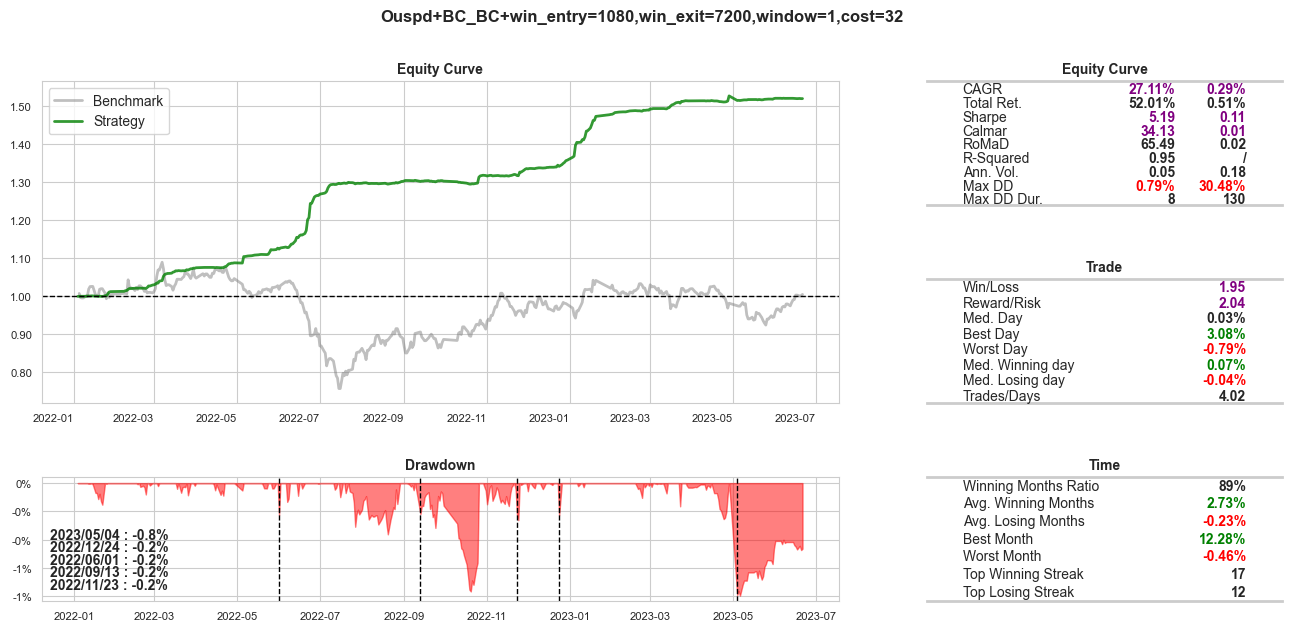 Ouspd+BC_BC+win_entry=1080,win_exit=7200,window=1,cost=32
Equity Curve
Benchmark
Strategy
1.50
1.40
1.30
1.20
1.10
1.00
0.90
0.80
2022-01 2022-03 2022-05 2022-07 2022-09 2022-11 2023-01 2023-03 2023-05 2023-07
Equity Curve
CAGR 27.11% 0.29%
Total Ret. 52.01% 0.51%
Sharpe 5.19 0.11
Calmar 34.13 0.01
RoMaD 65.49 0.02
R-Squared 0.95 /
Ann. Vol. 0.05 0.18
Max DD 0.79% 30.48%
Max DD Dur. 8 130
Trade
Win/Loss 1.95
Reward/Risk 2.04
Med. Day 0.03%
Best Day 3.08%
Worst Day -0.79%
Med. Winning day 0.07%
Med. Losing day -0.04%
Trades/Days 4.02
Drawdown
0%
-0%
-0%
-1%
-1%
2023/05/04 : -0.8%
2022/12/24 : -0.2%
2022/06/01 : -0.2%
2022/09/13 : -0.2%
2022/11/23 : -0.2%
2022-01 2022-03 2022-05 2022-07 2022-09 2022-11 2023-01 2023-03 2023-05 2023-07
Time
Winning Months Ratio 89%
Avg. Winning Months 2.73%
Avg. Losing Months -0.23%
Best Month 12.28%
Worst Month -0.46%
Top Winning Streak 17
Top Losing Streak 12